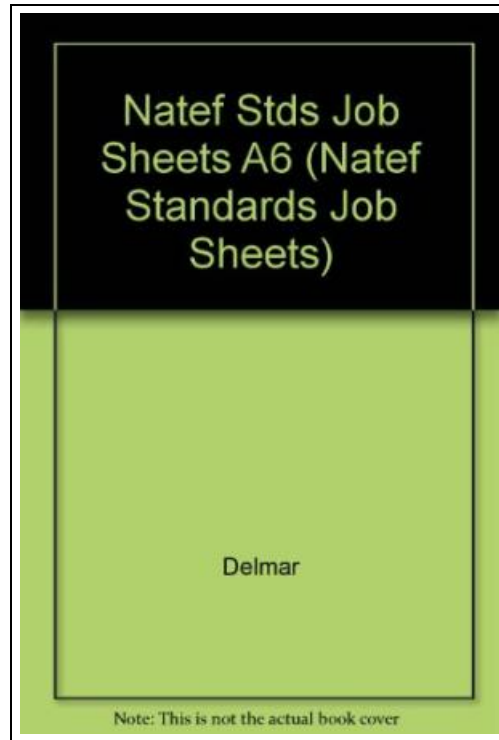 Natef Stds Job
Sheets A6 (Natef
Standards Job
Sheets)
Delmar
Note: This is not the actual book cover